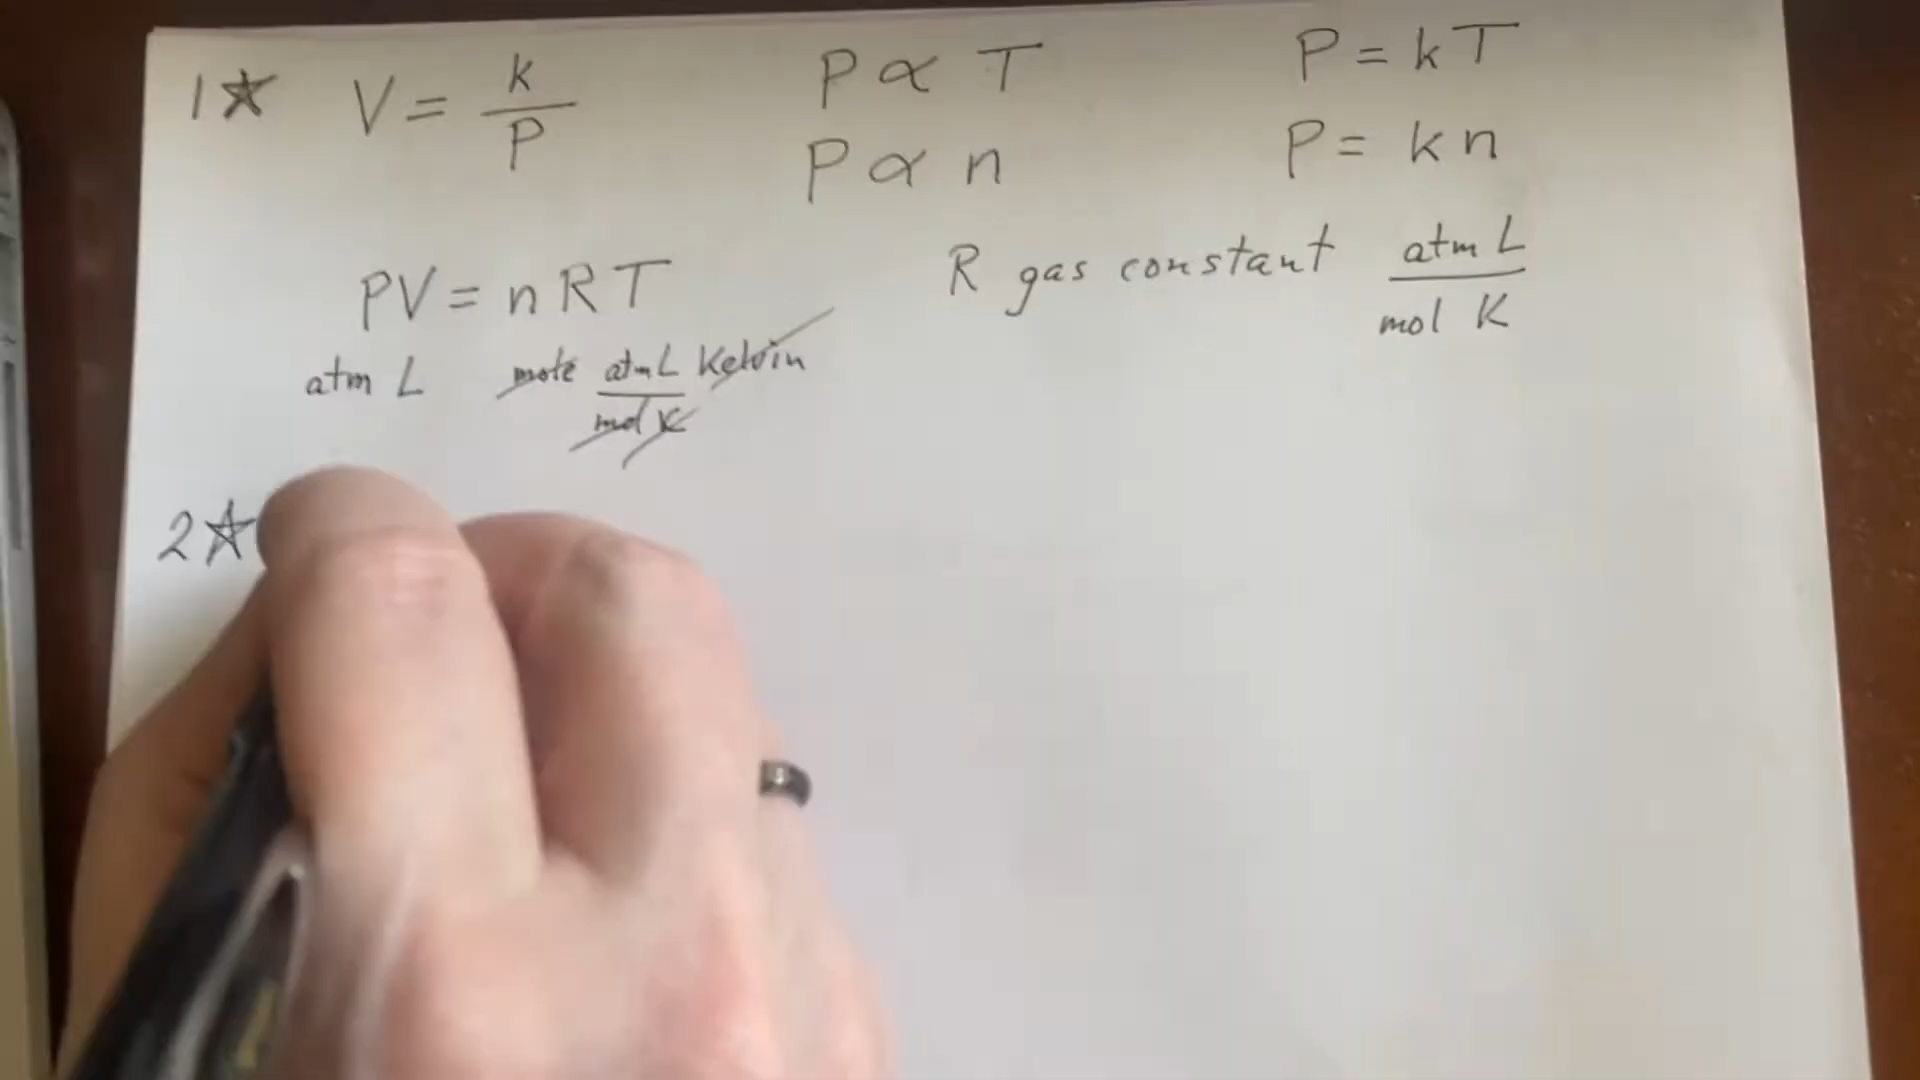 1☆ V = k/P P ∝ T P = kT
P ∝ n P = kn
PV = nRT R gas constant atm L / mol K
atm L mole atm L / mol K Kelvin
2☆